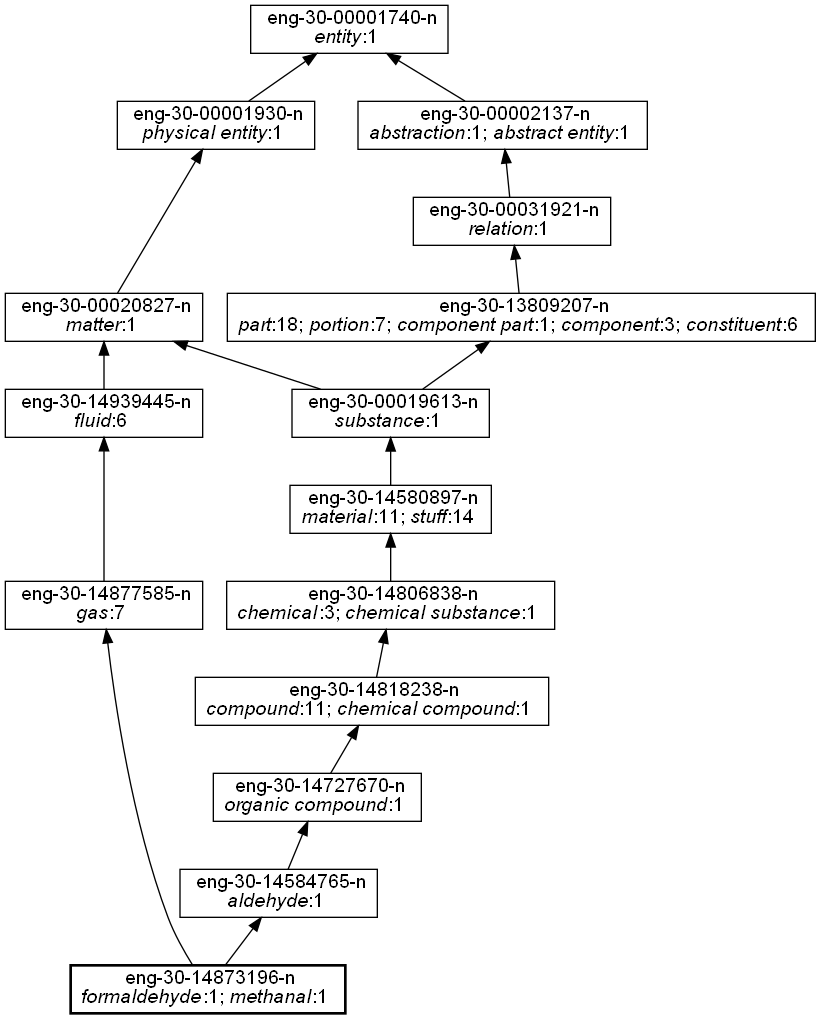 eng-30-00001740-n
entity:1
eng-30-00001930-n
physical entity:1
eng-30-00002137-n
abstraction:1; abstract entity:1
eng-30-00031921-n
relation:1
eng-30-00020827-n
matter:1
eng-30-13809207-n
part:18; portion:7; component part:1; component:3; constituent:6
eng-30-14939445-n
fluid:6
eng-30-00019613-n
substance:1
eng-30-14580897-n
material:11; stuff:14
eng-30-14877585-n
gas:7
eng-30-14806838-n
chemical:3; chemical substance:1
eng-30-14818238-n
compound:11; chemical compound:1
eng-30-14727670-n
organic compound:1
eng-30-14584765-n
aldehyde:1
eng-30-14873196-n
formaldehyde:1; methanal:1